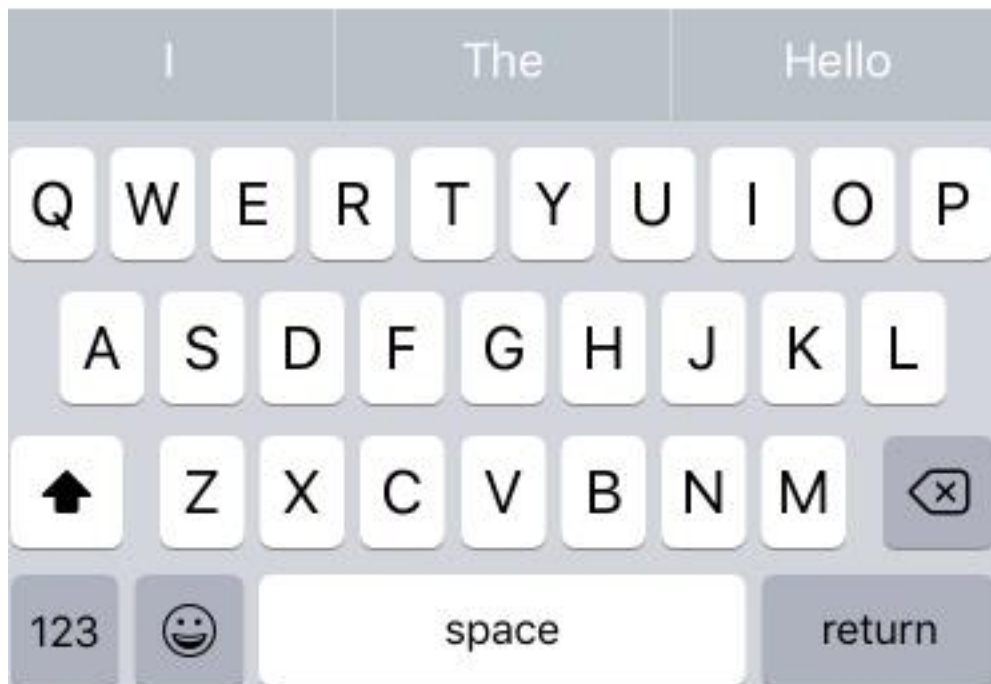 I The Hello
Q W E R T Y U I O P
A S D F G H J K L
Z X C V B N M
123 space return